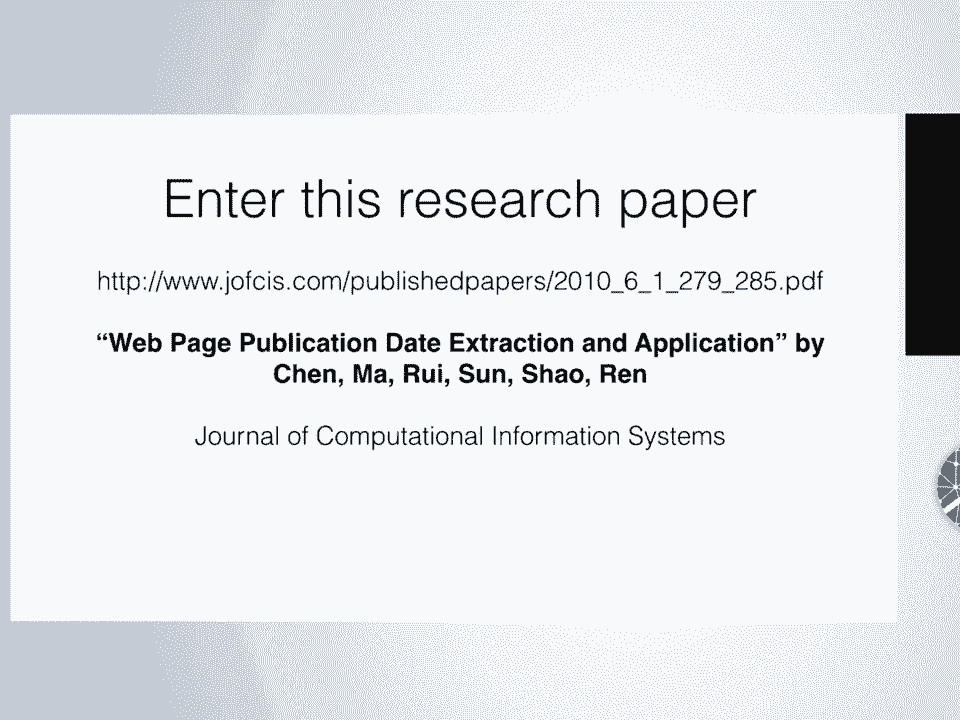 Enter this research paper
http://www.jofcis.com/publishedpapers/2010_6_1_279_285.pdf
“Web Page Publication Date Extraction and Application” by
Chen, Ma, Rui, Sun, Shao, Ren
Journal of Computational Information Systems